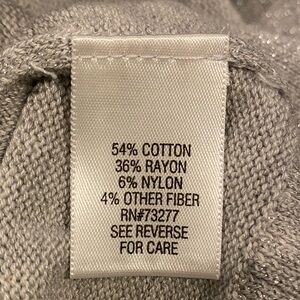 54% COTTON
36% RAYON
6% NYLON
4% OTHER FIBER
RN#73277
SEE REVERSE
FOR CARE